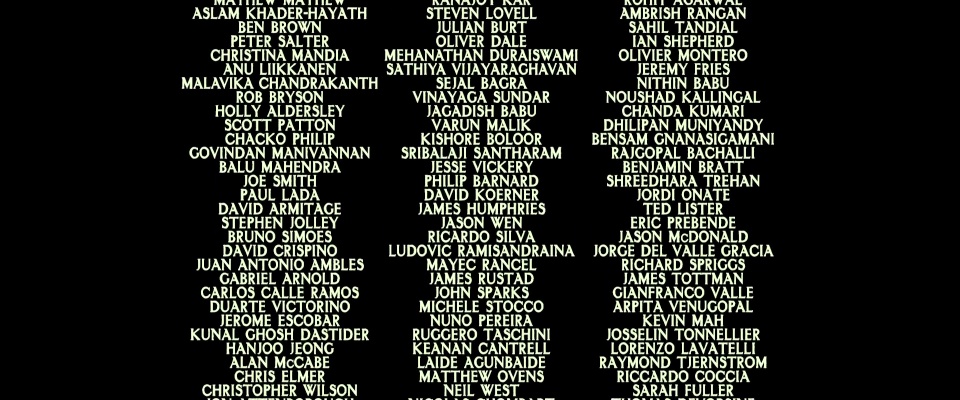 MATHEW MATHEW RANAJOY KAR ROHIT AGARWAL
ASLAM KHADER-HAYATH STEVEN LOVELL AMBRISH RANGAN
BEN BROWN JULIAN BURT SAHIL TANDIAL
PETER SALTER OLIVER DALE IAN SHEPHERD
CHRISTINA MANDIA MEHANATHAN DURAISWAMI OLIVIER MONTERO
ANU LIIKKANEN SATHIYA VIJAYARAGHAVAN JEREMY FRIES
MALAVIKA CHANDRAKANTH SEJAL BAGRA NITHIN BABU
ROB BRYSON VINAYAGA SUNDAR NOUSHAD KALLINGAL
HOLLY ALDERSLEY JAGADISH BABU CHANDA KUMARI
SCOTT PATTON VARUN MALIK DHILIPAN MUNIYANDY
CHACKO PHILIP KISHORE BOLOOR BENSAM GNANASIGAMANI
GOVINDAN MANIVANNAN SRIBALAJI SANTHARAM RAJGOPAL BACHALLI
BALU MAHENDRA JESSE VICKERY BENJAMIN BRATT
JOE SMITH PHILIP BARNARD SHREEDHARA TREHAN
PAUL LADA DAVID KOERNER JORDI ONATE
DAVID ARMITAGE JAMES HUMPHRIES TED LISTER
STEPHEN JOLLEY JASON WEN ERIC PREBENDE
BRUNO SIMOES RICARDO SILVA JASON McDONALD
DAVID CRISPINO LUDOVIC RAMISANDRAINA JORGE DEL VALLE GRACIA
JUAN ANTONIO AMBLES MAYEC RANCEL RICHARD SPRIGGS
GABRIEL ARNOLD JAMES RUSTAD JAMES TOTTMAN
CARLOS CALLE RAMOS JOHN SPARKS GIANFRANCO VALLE
DUARTE VICTORINO MICHELE STOCCO ARPITA VENUGOPAL
JEROME ESCOBAR NUNO PEREIRA KEVIN MAH
KUNAL GHOSH DASTIDER RUGGERO TASCHINI JOSSELIN TONNELLIER
HANJOO JEONG KEANAN CANTRELL LORENZO LAVATELLI
ALAN McCABE LAIDE AGUNBAIDE RAYMOND TJERNSTROM
CHRIS ELMER MATTHEW OVENS RICCARDO COCCIA
CHRISTOPHER WILSON NEIL WEST SARAH FULLER